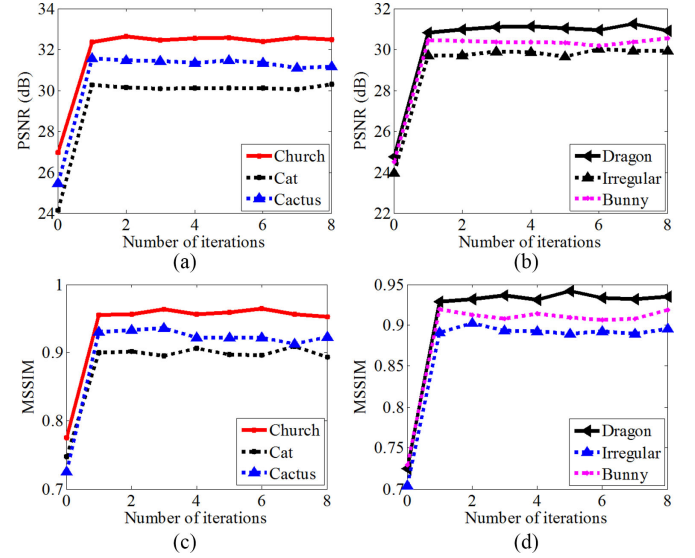 34
32
30
28
26
24
PSNR (dB)
0 2 4 6 8
Number of iterations
Church
Cat
Cactus
(a)
32
30
28
26
24
22
PSNR (dB)
0 2 4 6 8
Number of iterations
Dragon
Irregular
Bunny
(b)
1
0.9
0.8
0.7
MSSIM
0 2 4 6 8
Number of iterations
Church
Cat
Cactus
(c)
0.95
0.9
0.85
0.8
0.75
0.7
MSSIM
0 2 4 6 8
Number of iterations
Dragon
Irregular
Bunny
(d)